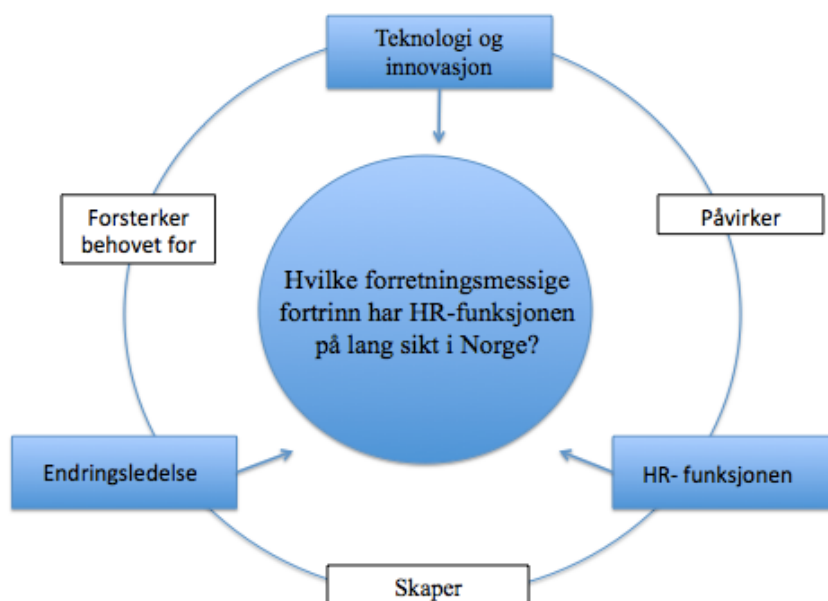 Teknologi og
innovasjon
Forsterker
behovet for
Påvirker
Hvilke forretningsmessige
fortrinn har HR-funksjonen
på lang sikt i Norge?
Endringsledelse
HR- funksjonen
Skaper